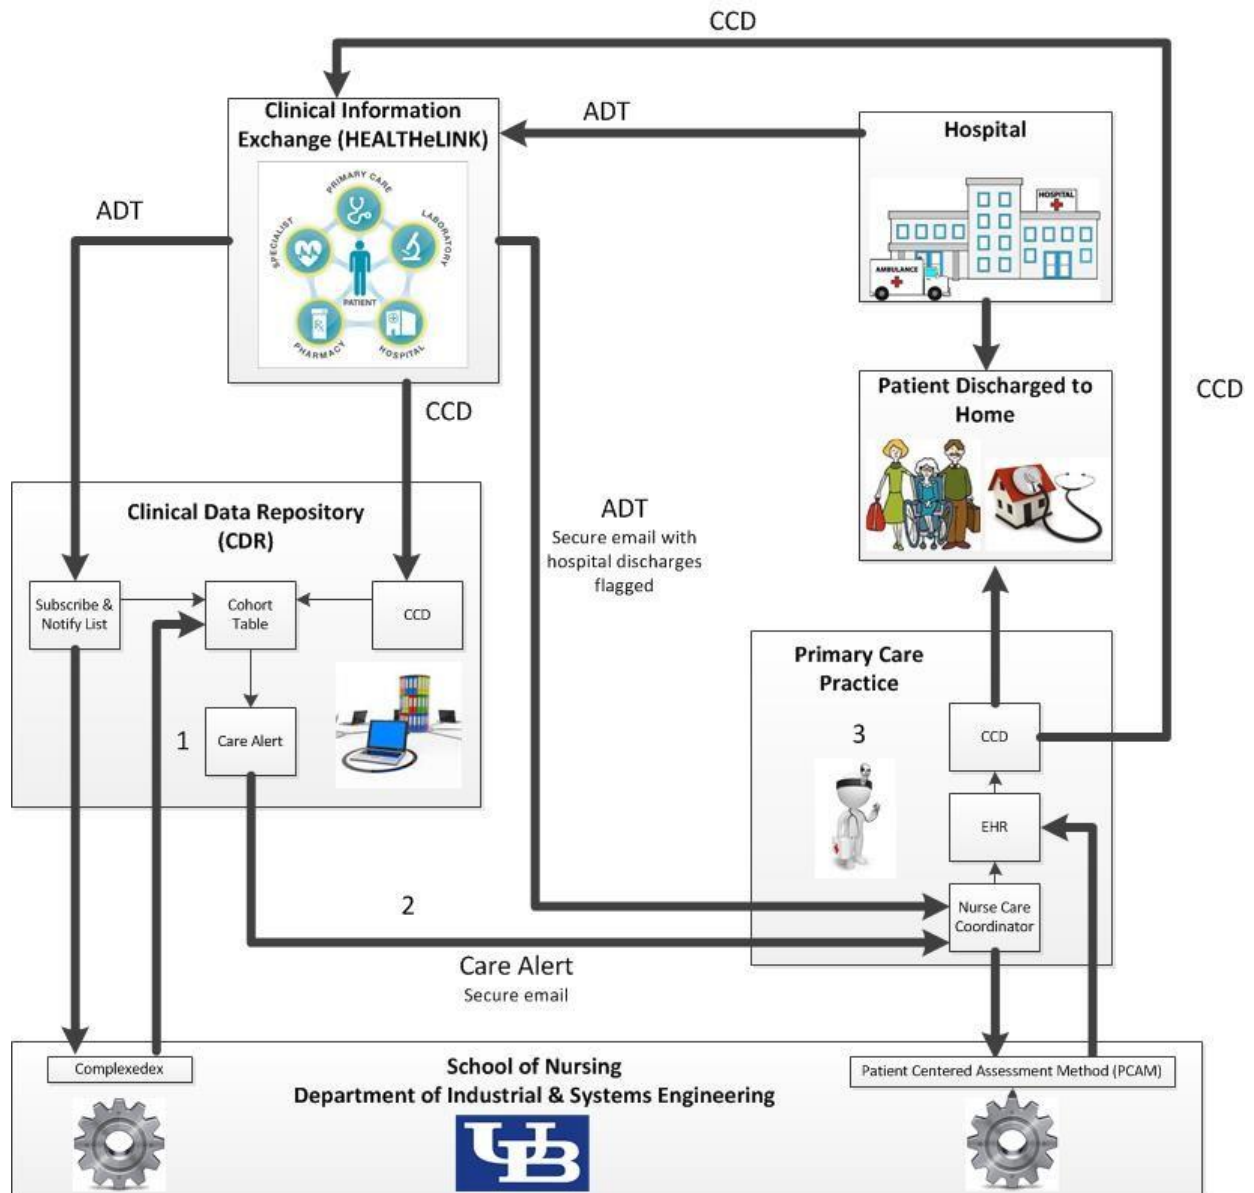 CCD
Clinical Information
Exchange (HEALTHeLINK)
ADT
Hospital
HOSPITAL
AMBULANCE
PRIMARY CARE
SPECIALIST
LABORATORY
PATIENT
PHARMACY
HOSPITAL
ADT
CCD
Patient Discharged to
Home
CCD
Clinical Data Repository
(CDR)
Subscribe &
Notify List
Cohort
Table
CCD
1
Care Alert
ADT
Secure email with
hospital discharges
flagged
Primary Care
Practice
3
CCD
EHR
Nurse Care
Coordinator
2
Care Alert
Secure email
Complexedex
School of Nursing
Department of Industrial & Systems Engineering
Patient Centered Assessment Method (PCAM)
UB